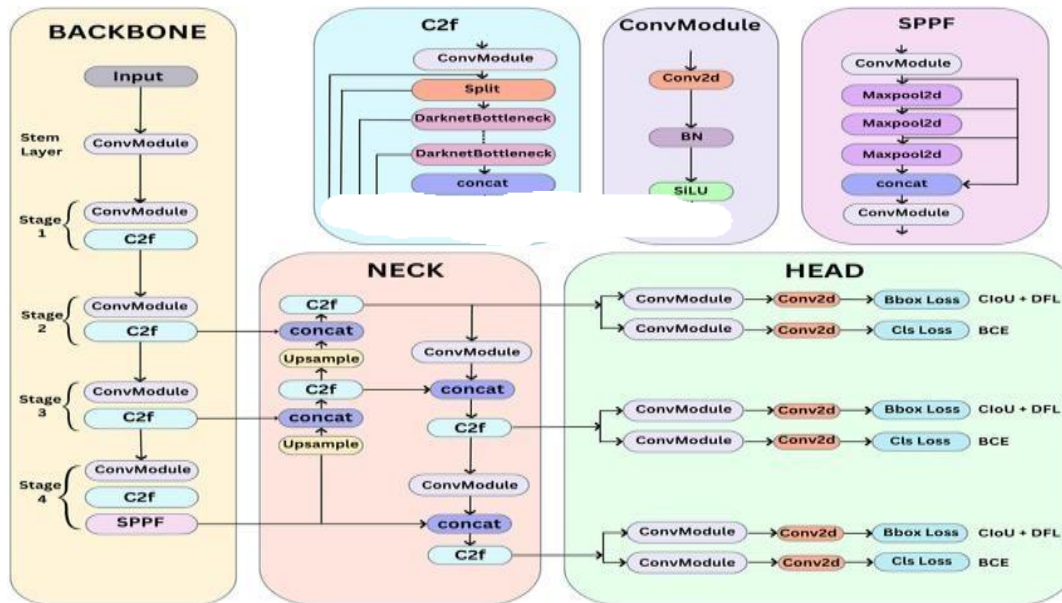 BACKBONE
Input
Stem
Layer
ConvModule
Stage
1
ConvModule
C2f
Stage
2
ConvModule
C2f
Stage
3
ConvModule
C2f
Stage
4
ConvModule
C2f
SPPF
C2f
ConvModule
Split
DarknetBottleneck
DarknetBottleneck
concat
ConvModule
Conv2d
BN
SiLU
SPPF
ConvModule
Maxpool2d
Maxpool2d
Maxpool2d
concat
ConvModule
NECK
C2f
concat
Upsample
C2f
concat
Upsample
ConvModule
concat
C2f
ConvModule
concat
C2f
HEAD
ConvModule Conv2d Bbox Loss CIoU + DFL
ConvModule Conv2d Cls Loss BCE
ConvModule Conv2d Bbox Loss CIoU + DFL
ConvModule Conv2d Cls Loss BCE
ConvModule Conv2d Bbox Loss CIoU + DFL
ConvModule Conv2d Cls Loss BCE